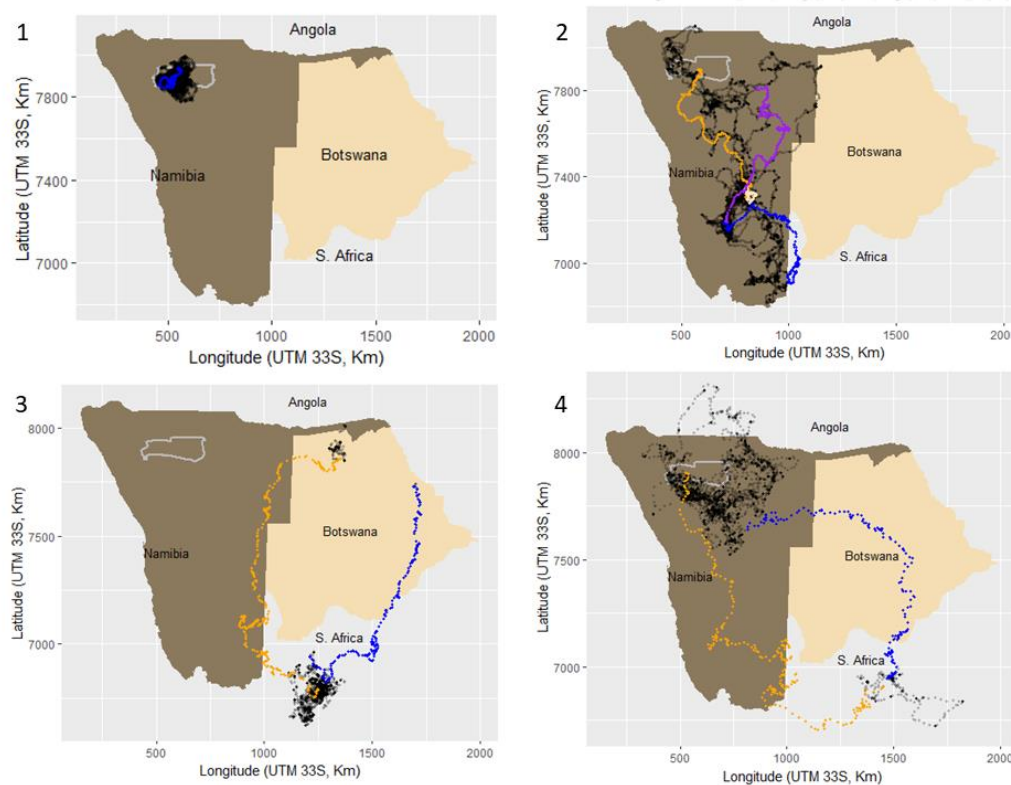 1
Angola
7800
Botswana
Namibia
7400
S. Africa
7000
500
1000
1500
2000
Latitude (UTM 33S, Km)
Longitude (UTM 33S, Km)
2
Angola
7800
Botswana
Namibia
7400
S. Africa
7000
500
1000
1500
200
Latitude (UTM 33S, Km)
Longitude (UTM 33S, Km)
3
Angola
8000
7500
Botswana
Namibia
7000
S. Africa
500
1000
1500
2000
Latitude (UTM 33S, Km)
Longitude (UTM 33S, Km)
4
Angola
8000
7500
Botswana
Namibia
7000
S. Africa
500
1000
1500
2000
Latitude (UTM 33S, Km)
Longitude (UTM 33S, Km)